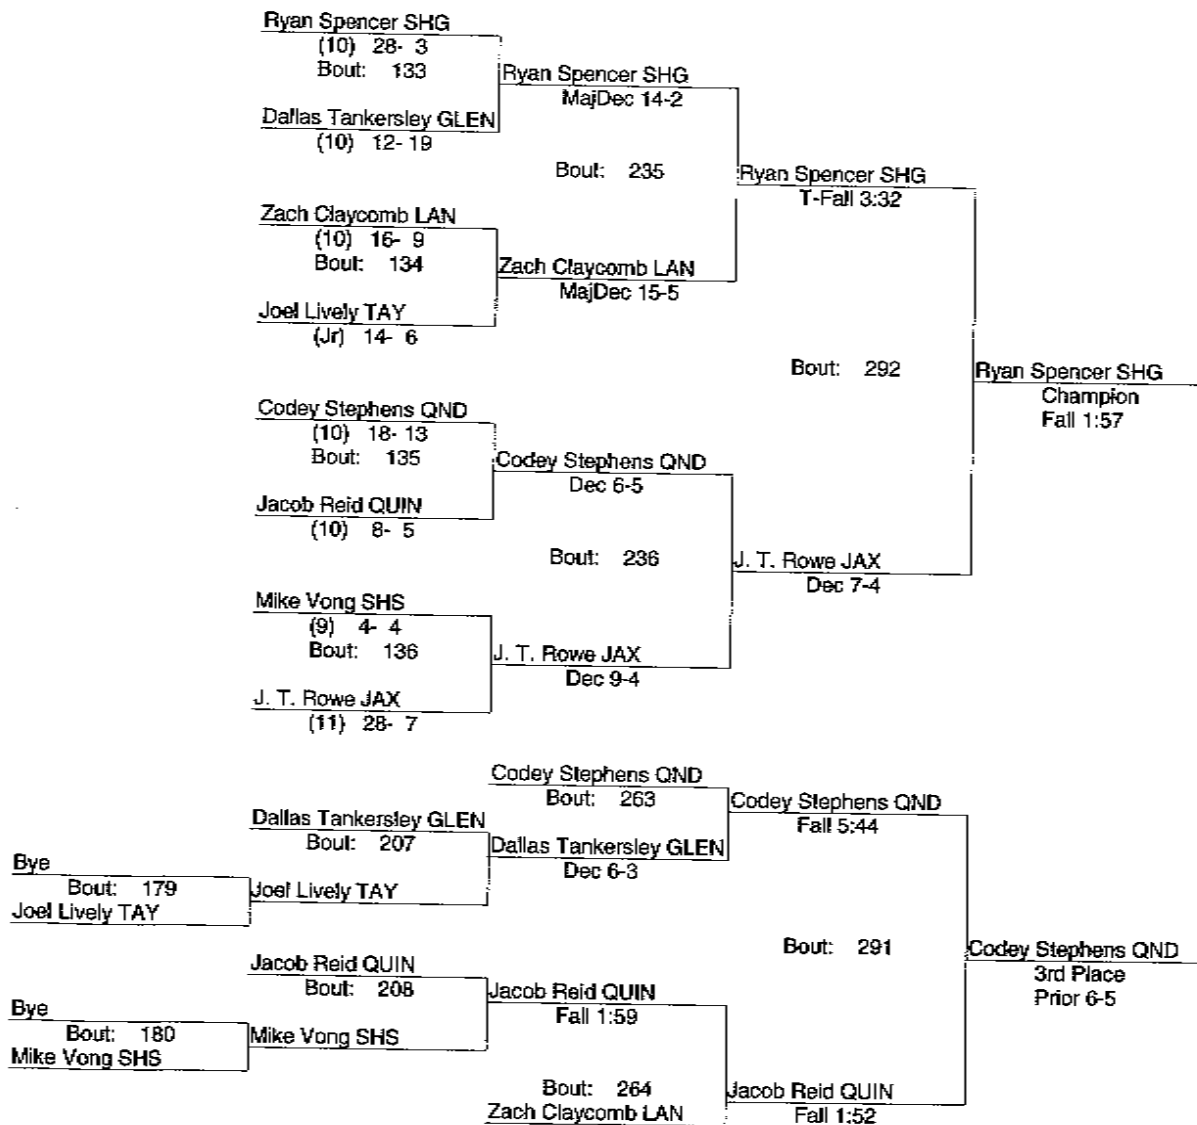 Ryan Spencer SHG
(10) 28- 3
Bout: 133
Dallas Tankersley GLEN
(10) 12- 19
Ryan Spencer SHG
MajDec 14-2
Bout: 235
Zach Claycomb LAN
(10) 16- 9
Bout: 134
Joel Lively TAY
(Jr) 14- 6
Zach Claycomb LAN
MajDec 15-5
Ryan Spencer SHG
T-Fall 3:32
Bout: 292
Ryan Spencer SHG
Champion
Fall 1:57
Codey Stephens QND
(10) 18- 13
Bout: 135
Jacob Reid QUIN
(10) 8- 5
Codey Stephens QND
Dec 6-5
Bout: 236
Mike Vong SHS
(9) 4- 4
Bout: 136
J. T. Rowe JAX
(11) 28- 7
J. T. Rowe JAX
Dec 9-4
J. T. Rowe JAX
Dec 7-4
Codey Stephens QND
Bout: 263
Dallas Tankersley GLEN
Dec 6-3
Codey Stephens QND
Fall 5:44
Dallas Tankersley GLEN
Bout: 207
Joel Lively TAY
Bye
Bout: 179
Joel Lively TAY
Bout: 291
Codey Stephens QND
3rd Place
Prior 6-5
Jacob Reid QUIN
Bout: 208
Mike Vong SHS
Jacob Reid QUIN
Fall 1:59
Bye
Bout: 180
Mike Vong SHS
Bout: 264
Zach Claycomb LAN
Jacob Reid QUIN
Fall 1:52